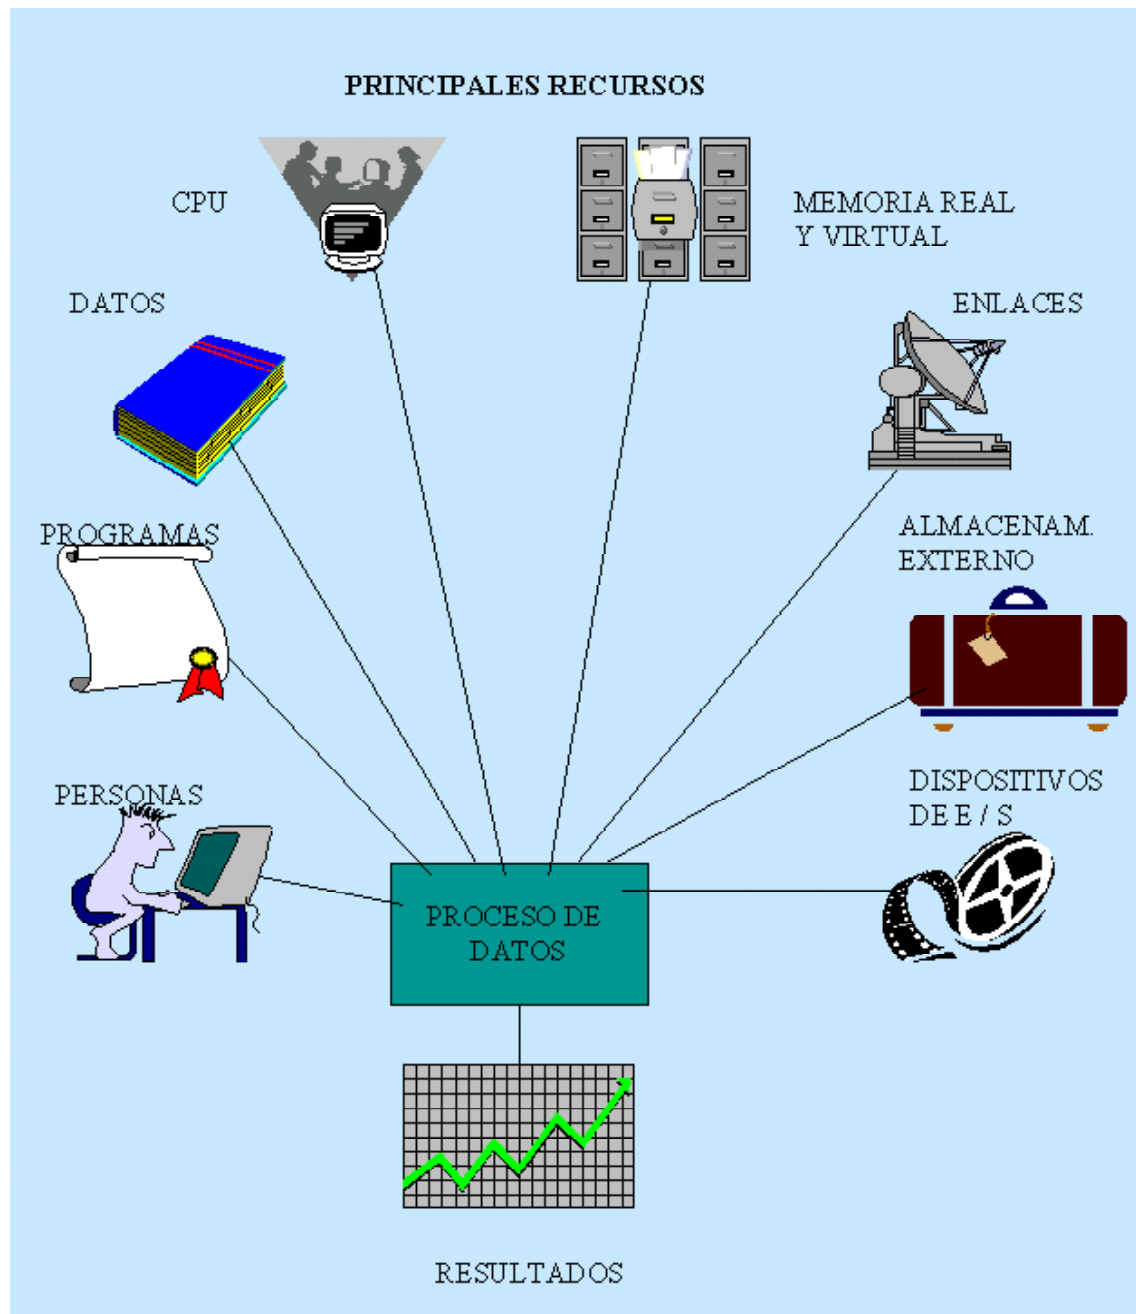 PRINCIPALES RECURSOS
CPU
MEMORIA REAL
Y VIRTUAL
DATOS
ENLACES
PROGRAMAS
ALMACENAM.
EXTERNO
PERSONAS
DISPOSITIVOS
DE E / S
PROCESO DE
DATOS
RESULTADOS